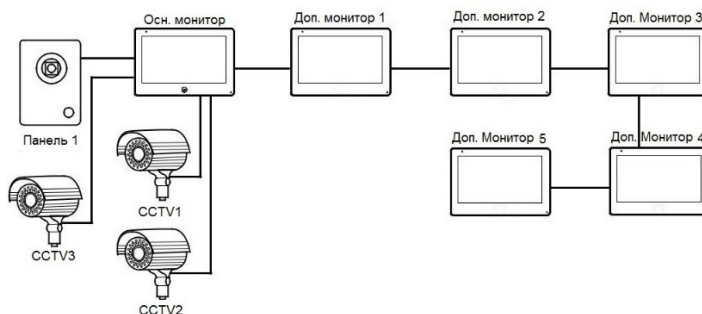 Осн. монитор
Доп. монитор 1
Доп. монитор 2
Доп. Монитор 3
Панель 1
Доп. Монитор 5
Доп. Монитор 4
CCTV1
CCTV3
CCTV2